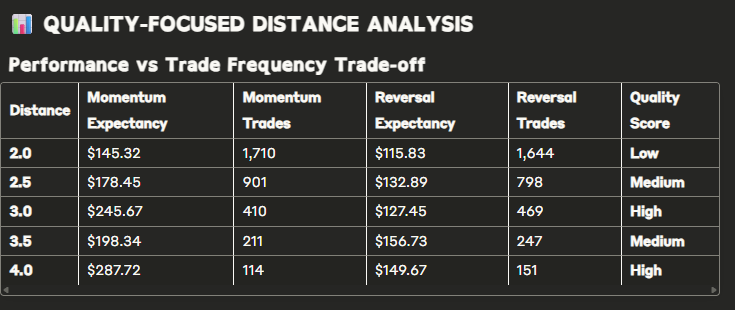 📊 QUALITY-FOCUSED DISTANCE ANALYSIS
Performance vs Trade Frequency Trade-off
Distance Momentum Expectancy Momentum Trades Reversal Expectancy Reversal Trades Quality Score
2.0 $145.32 1,710 $115.83 1,644 Low
2.5 $178.45 901 $132.89 798 Medium
3.0 $245.67 410 $127.45 469 High
3.5 $198.34 211 $156.73 247 Medium
4.0 $287.72 114 $149.67 151 High